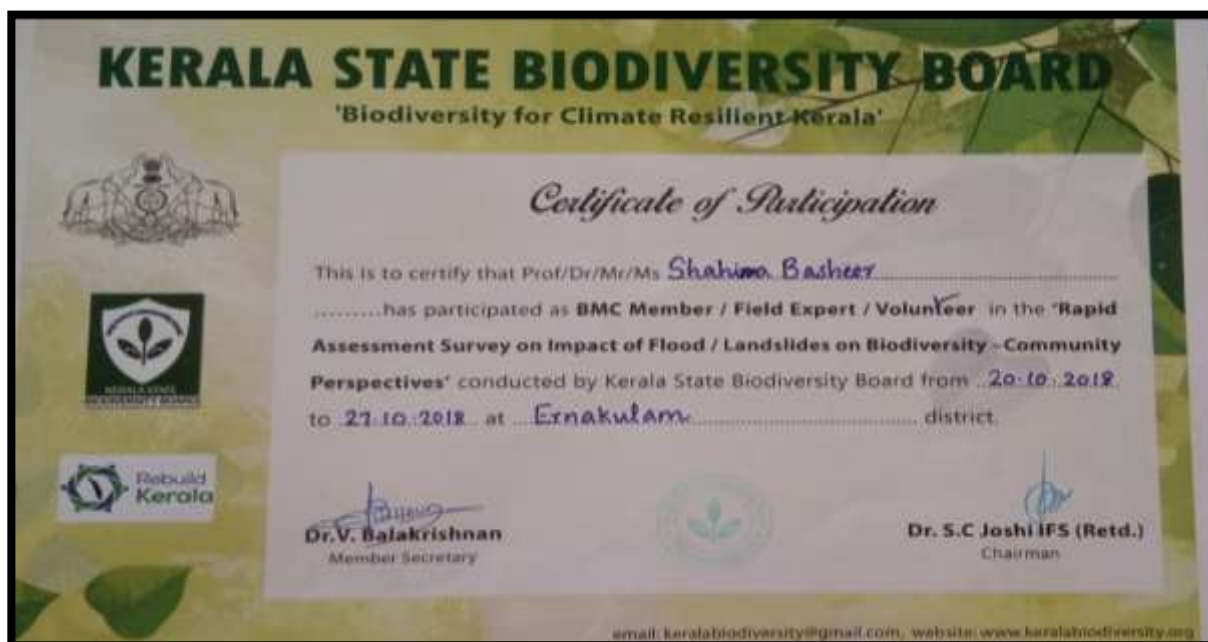 KERALA STATE BIODIVERSITY BOARD
'Biodiversity for Climate Resilient Kerala'
Certificate of Participation
This is to certify that Prof/Dr/Mr/Ms Shahima Basheer
.........has participated as BMC Member / Field Expert / Volunteer in the 'Rapid
Assessment Survey on Impact of Flood / Landslides on Biodiversity -Community
Perspectives' conducted by Kerala State Biodiversity Board from 20.10.2018
to 27.10.2018 at Ernakulam district.
KERALA STATE
BIODIVERSITY BOARD
Rebuild
Kerala
Dr.V. Balakrishnan
Member Secretary
Dr. S.C Joshi IFS (Retd.)
Chairman
email: keralabiodiversity@gmail.com, website: www.keralabiodiversity.org